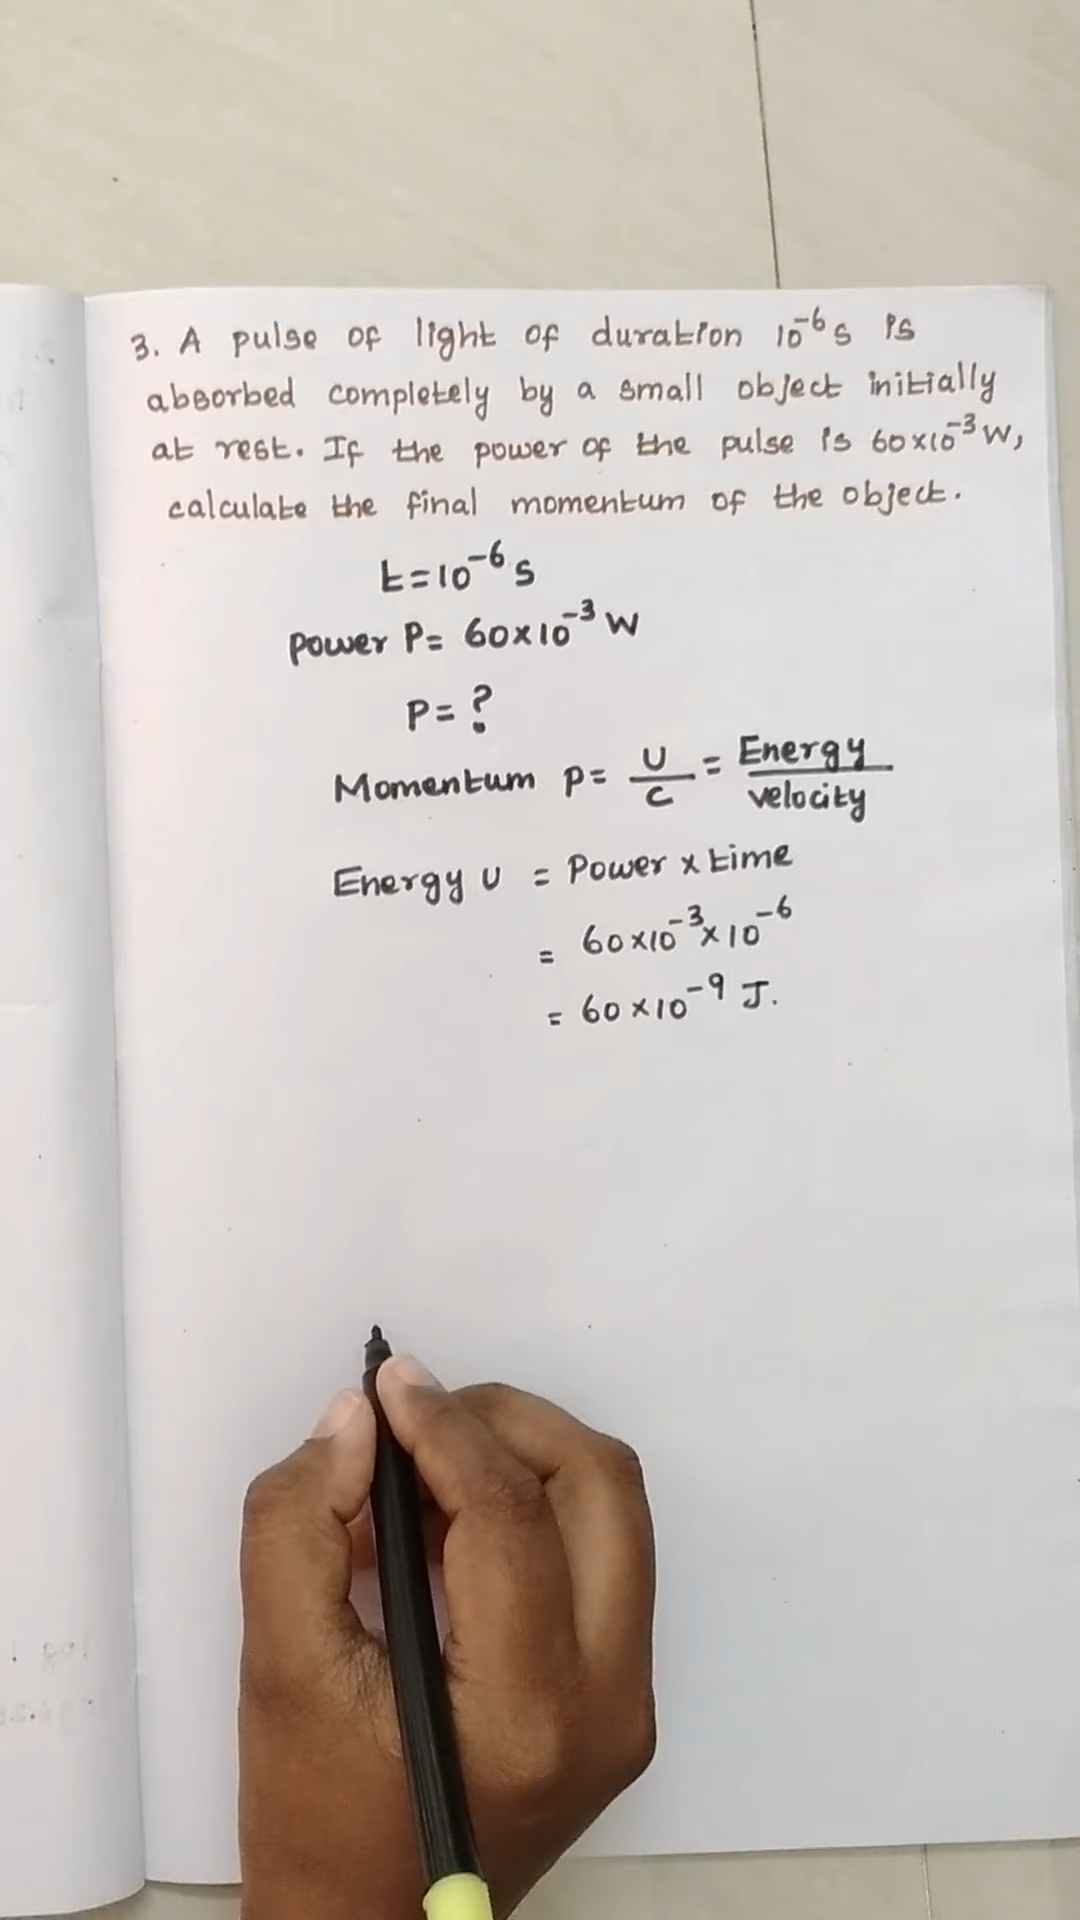 3. A pulse of light of duration 10⁻⁶ s is
absorbed completely by a small object initially
at rest. If the power of the pulse is 60×10⁻³ W,
calculate the final momentum of the object.
t=10⁻⁶ s
Power P= 60×10⁻³ W
P= ?
Momentum p= U/C = Energy/velocity
Energy U = Power × time
= 60×10⁻³×10⁻⁶
= 60×10⁻⁹ J.